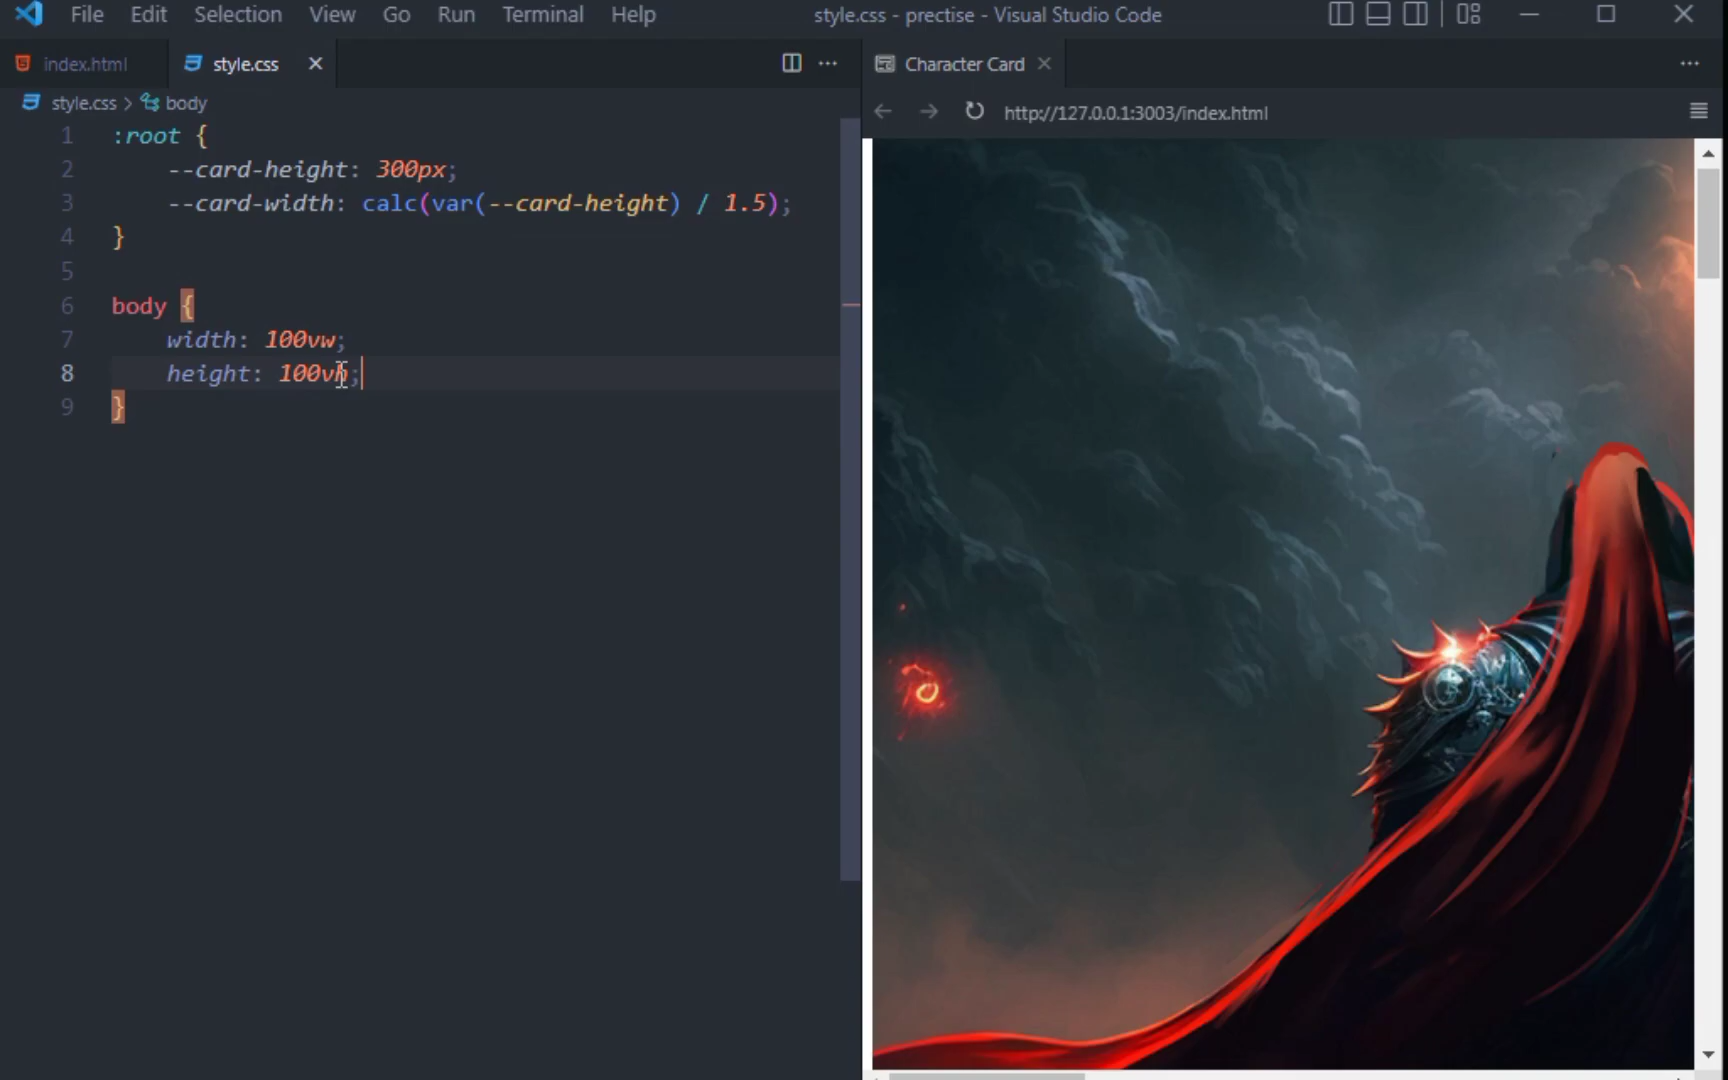 File Edit Selection View Go Run Terminal Help style.css - prectise - Visual Studio Code
index.html style.css
Character Card
style.css > body
http://127.0.0.1:3003/index.html
1 :root {
2 --card-height: 300px;
3 --card-width: calc(var(--card-height) / 1.5);
4 }
5
6 body {
7 width: 100vw;
8 height: 100vh;
9 }